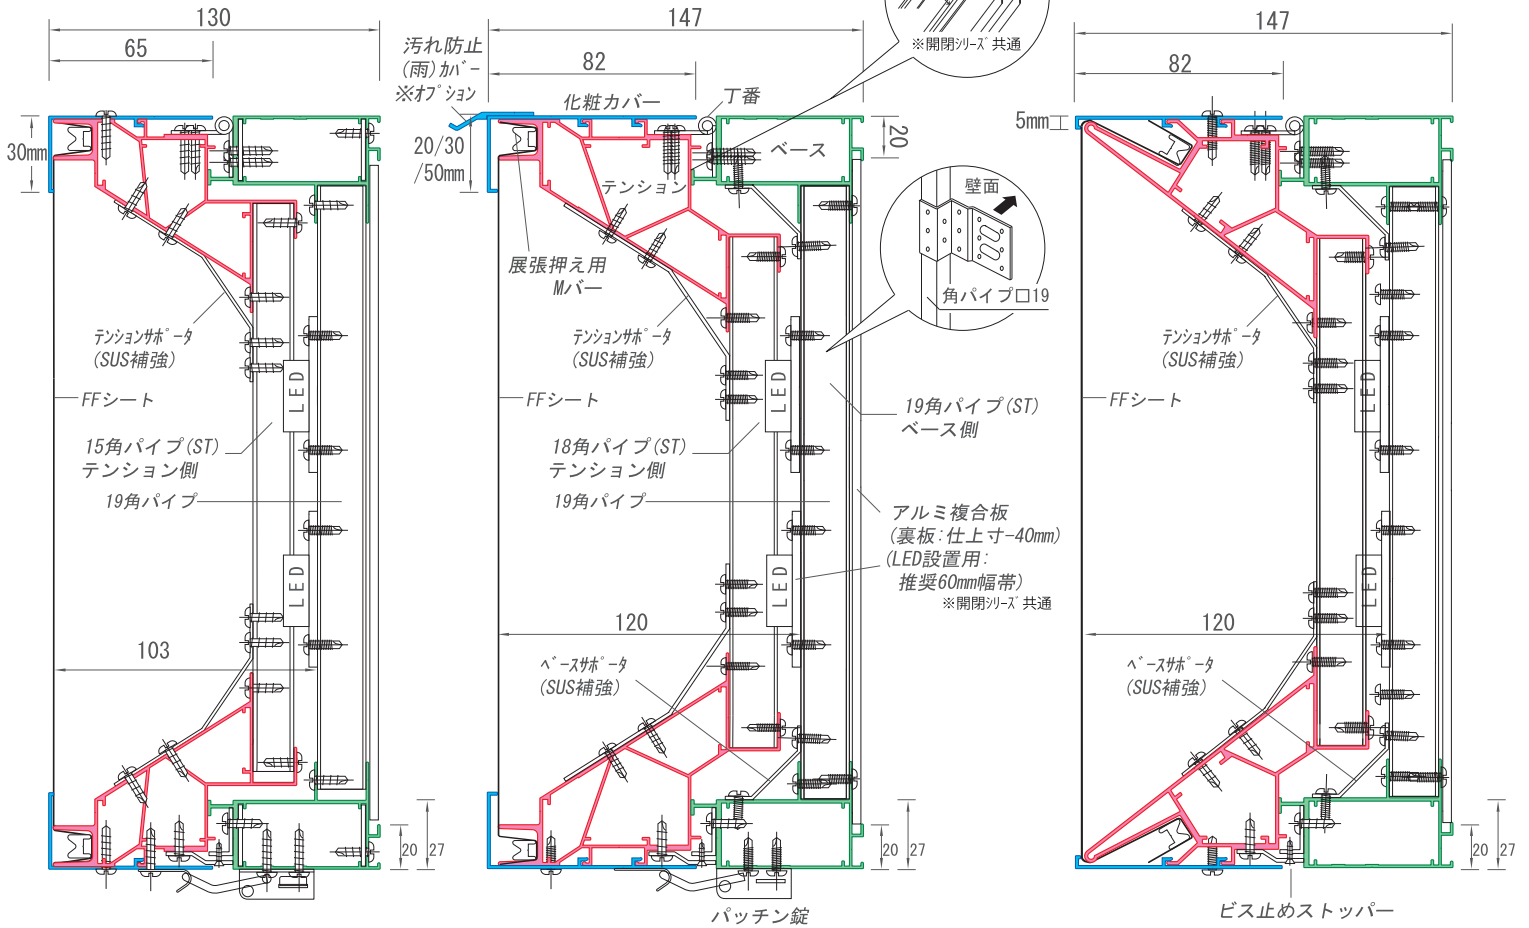 130
65
30mm
テンションサポータ
(SUS補強)
FFシート
15角パイプ(ST)
テンション側
19角パイプ
LED
LED
103
20
27
147
82
汚れ防止
(雨)カバー
※オプション
化粧カバー
丁番
※開閉シリーズ共通
20/30
/50mm
20
ベース
テンション
展張押え用
Mバー
壁面
角パイプ□19
テンションサポータ
(SUS補強)
FFシート
18角パイプ(ST)
テンション側
19角パイプ
LED
LED
19角パイプ(ST)
ベース側
アルミ複合板
(裏板:仕上寸-40mm)
(LED設置用:
推奨60mm幅帯)
※開閉シリーズ共通
120
ベースサポータ
(SUS補強)
20
27
パッチン錠
147
82
5mm
テンションサポータ
(SUS補強)
FFシート
LED
LED
120
ベースサポータ
(SUS補強)
20
27
ビス止めストッパー